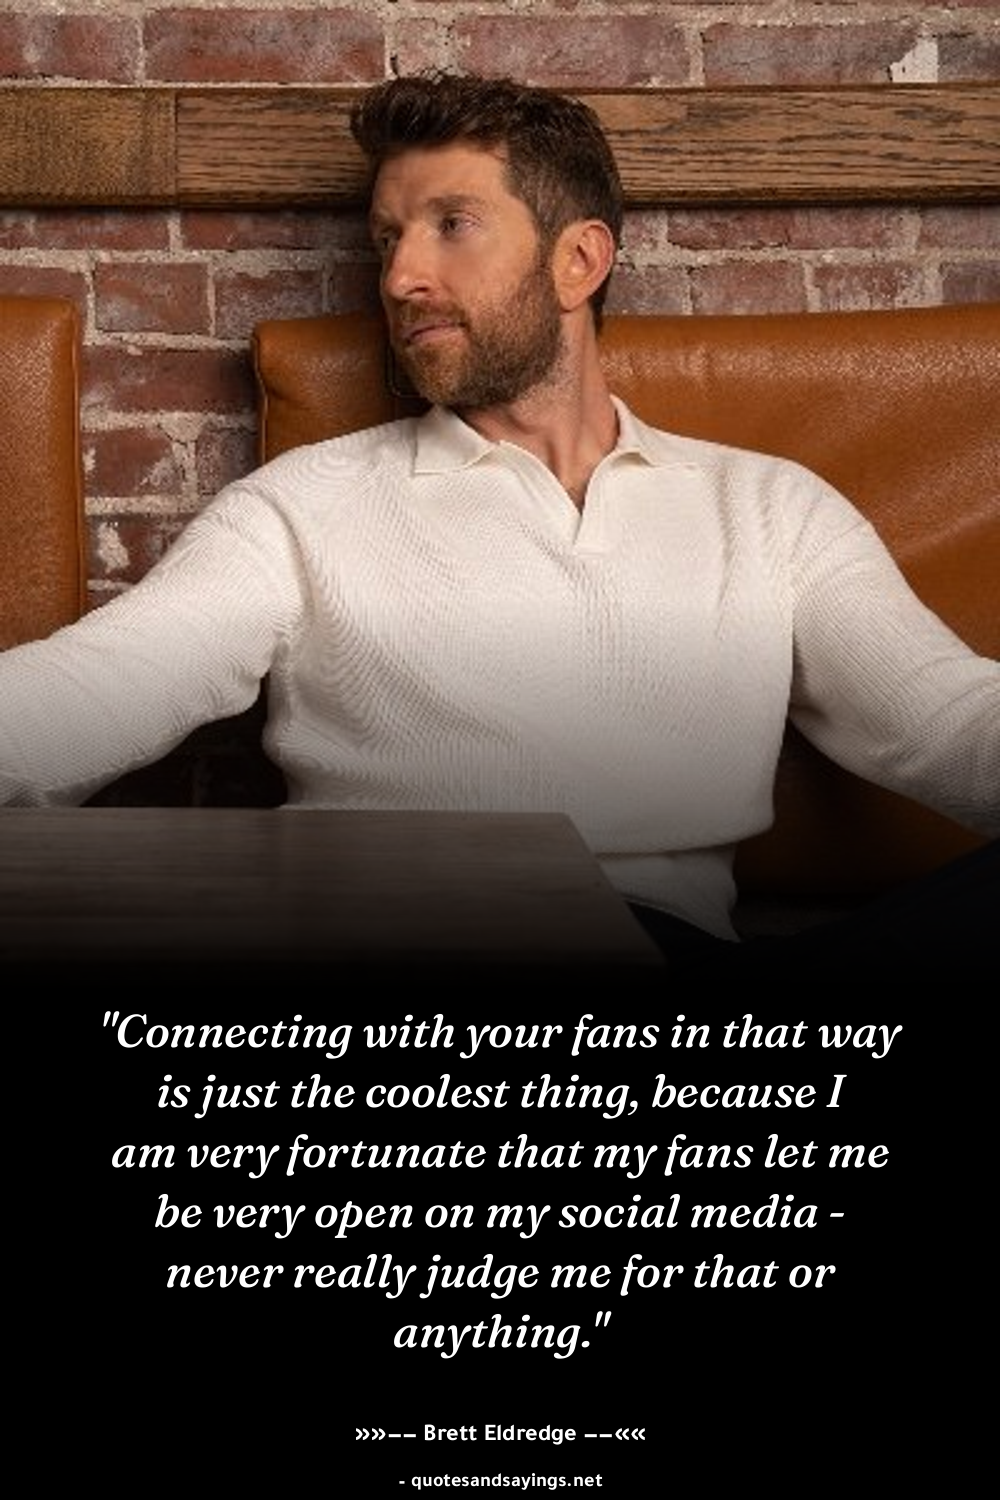 "Connecting with your fans in that way
is just the coolest thing, because I
am very fortunate that my fans let me
be very open on my social media -
never really judge me for that or
anything."
»»–– Brett Eldredge ––««
- quotesandsayings.net